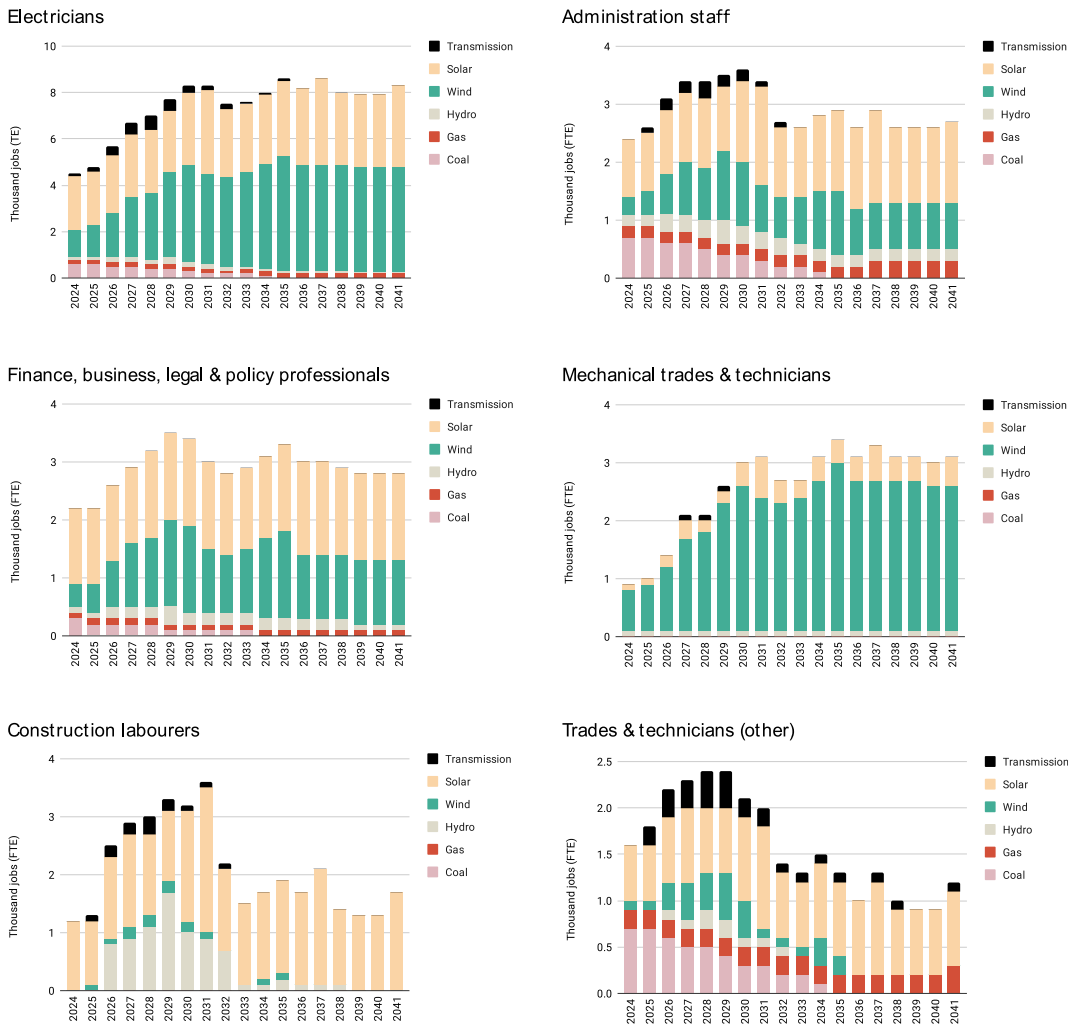 Electricians
10
8
6
4
2
0
Thousand jobs (TE)
2024 2025 2026 2027 2028 2029 2030 2031 2032 2033 2034 2035 2036 2037 2038 2039 2040 2041
Transmission
Solar
Wind
Hydro
Gas
Coal
Administration staff
4
3
2
1
0
Thousand jobs (FTE)
2024 2025 2026 2027 2028 2029 2030 2031 2032 2033 2034 2035 2036 2037 2038 2039 2040 2041
Transmission
Solar
Wind
Hydro
Gas
Coal
Finance, business, legal & policy professionals
4
3
2
1
0
Thousand jobs (FTE)
2024 2025 2026 2027 2028 2029 2030 2031 2032 2033 2034 2035 2036 2037 2038 2039 2040 2041
Transmission
Solar
Wind
Hydro
Gas
Coal
Mechanical trades & technicians
4
3
2
1
0
Thousand jobs (FTE)
2024 2025 2026 2027 2028 2029 2030 2031 2032 2033 2034 2035 2036 2037 2038 2039 2040 2041
Transmission
Solar
Wind
Hydro
Gas
Coal
Construction labourers
4
3
2
1
0
Thousand jobs (FTE)
2024 2025 2026 2027 2028 2029 2030 2031 2032 2033 2034 2035 2036 2037 2038 2039 2040 2041
Transmission
Solar
Wind
Hydro
Gas
Coal
Trades & technicians (other)
2.5
2.0
1.5
1.0
0.5
0.0
Thousand jobs (FTE)
2024 2025 2026 2027 2028 2029 2030 2031 2032 2033 2034 2035 2036 2037 2038 2039 2040 2041
Transmission
Solar
Wind
Hydro
Gas
Coal